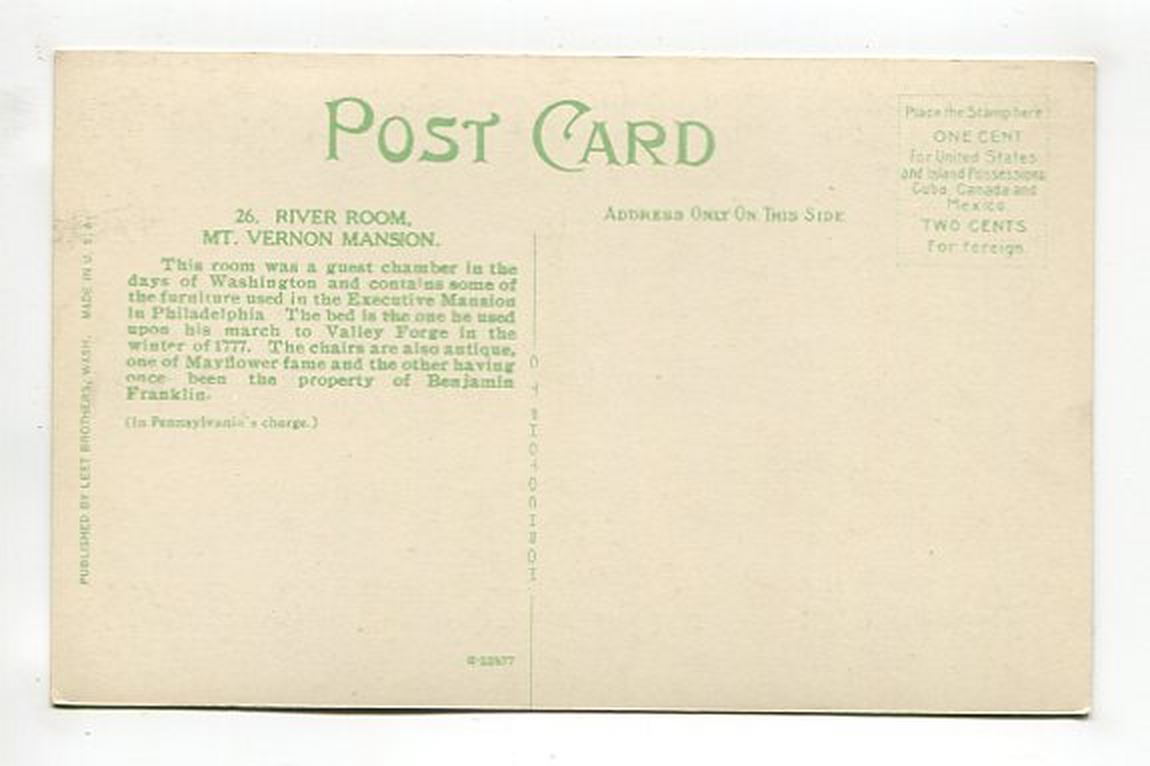 POST CARD
Place the Stamp here
ONE CENT
For United States
and Island Possessions
Cuba, Canada and
Mexico
TWO CENTS
For foreign
26. RIVER ROOM,
MT. VERNON MANSION.
ADDRESS ONLY ON THIS SIDE
This room was a guest chamber in the
days of Washington and contains some of
the furniture used in the Executive Mansion
in Philadelphia The bed is the one he used
upon his march to Valley Forge in the
winter of 1777. The chairs are also antique,
one of Mayflower fame and the other having
once been the property of Benjamin
Franklin.
(In Pennsylvania's charge.)
PUBLISHED BY LEET BROTHERS, WASH. MADE IN U. S. A.